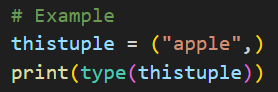 # Example
thistuple = ("apple",)
print(type(thistuple))